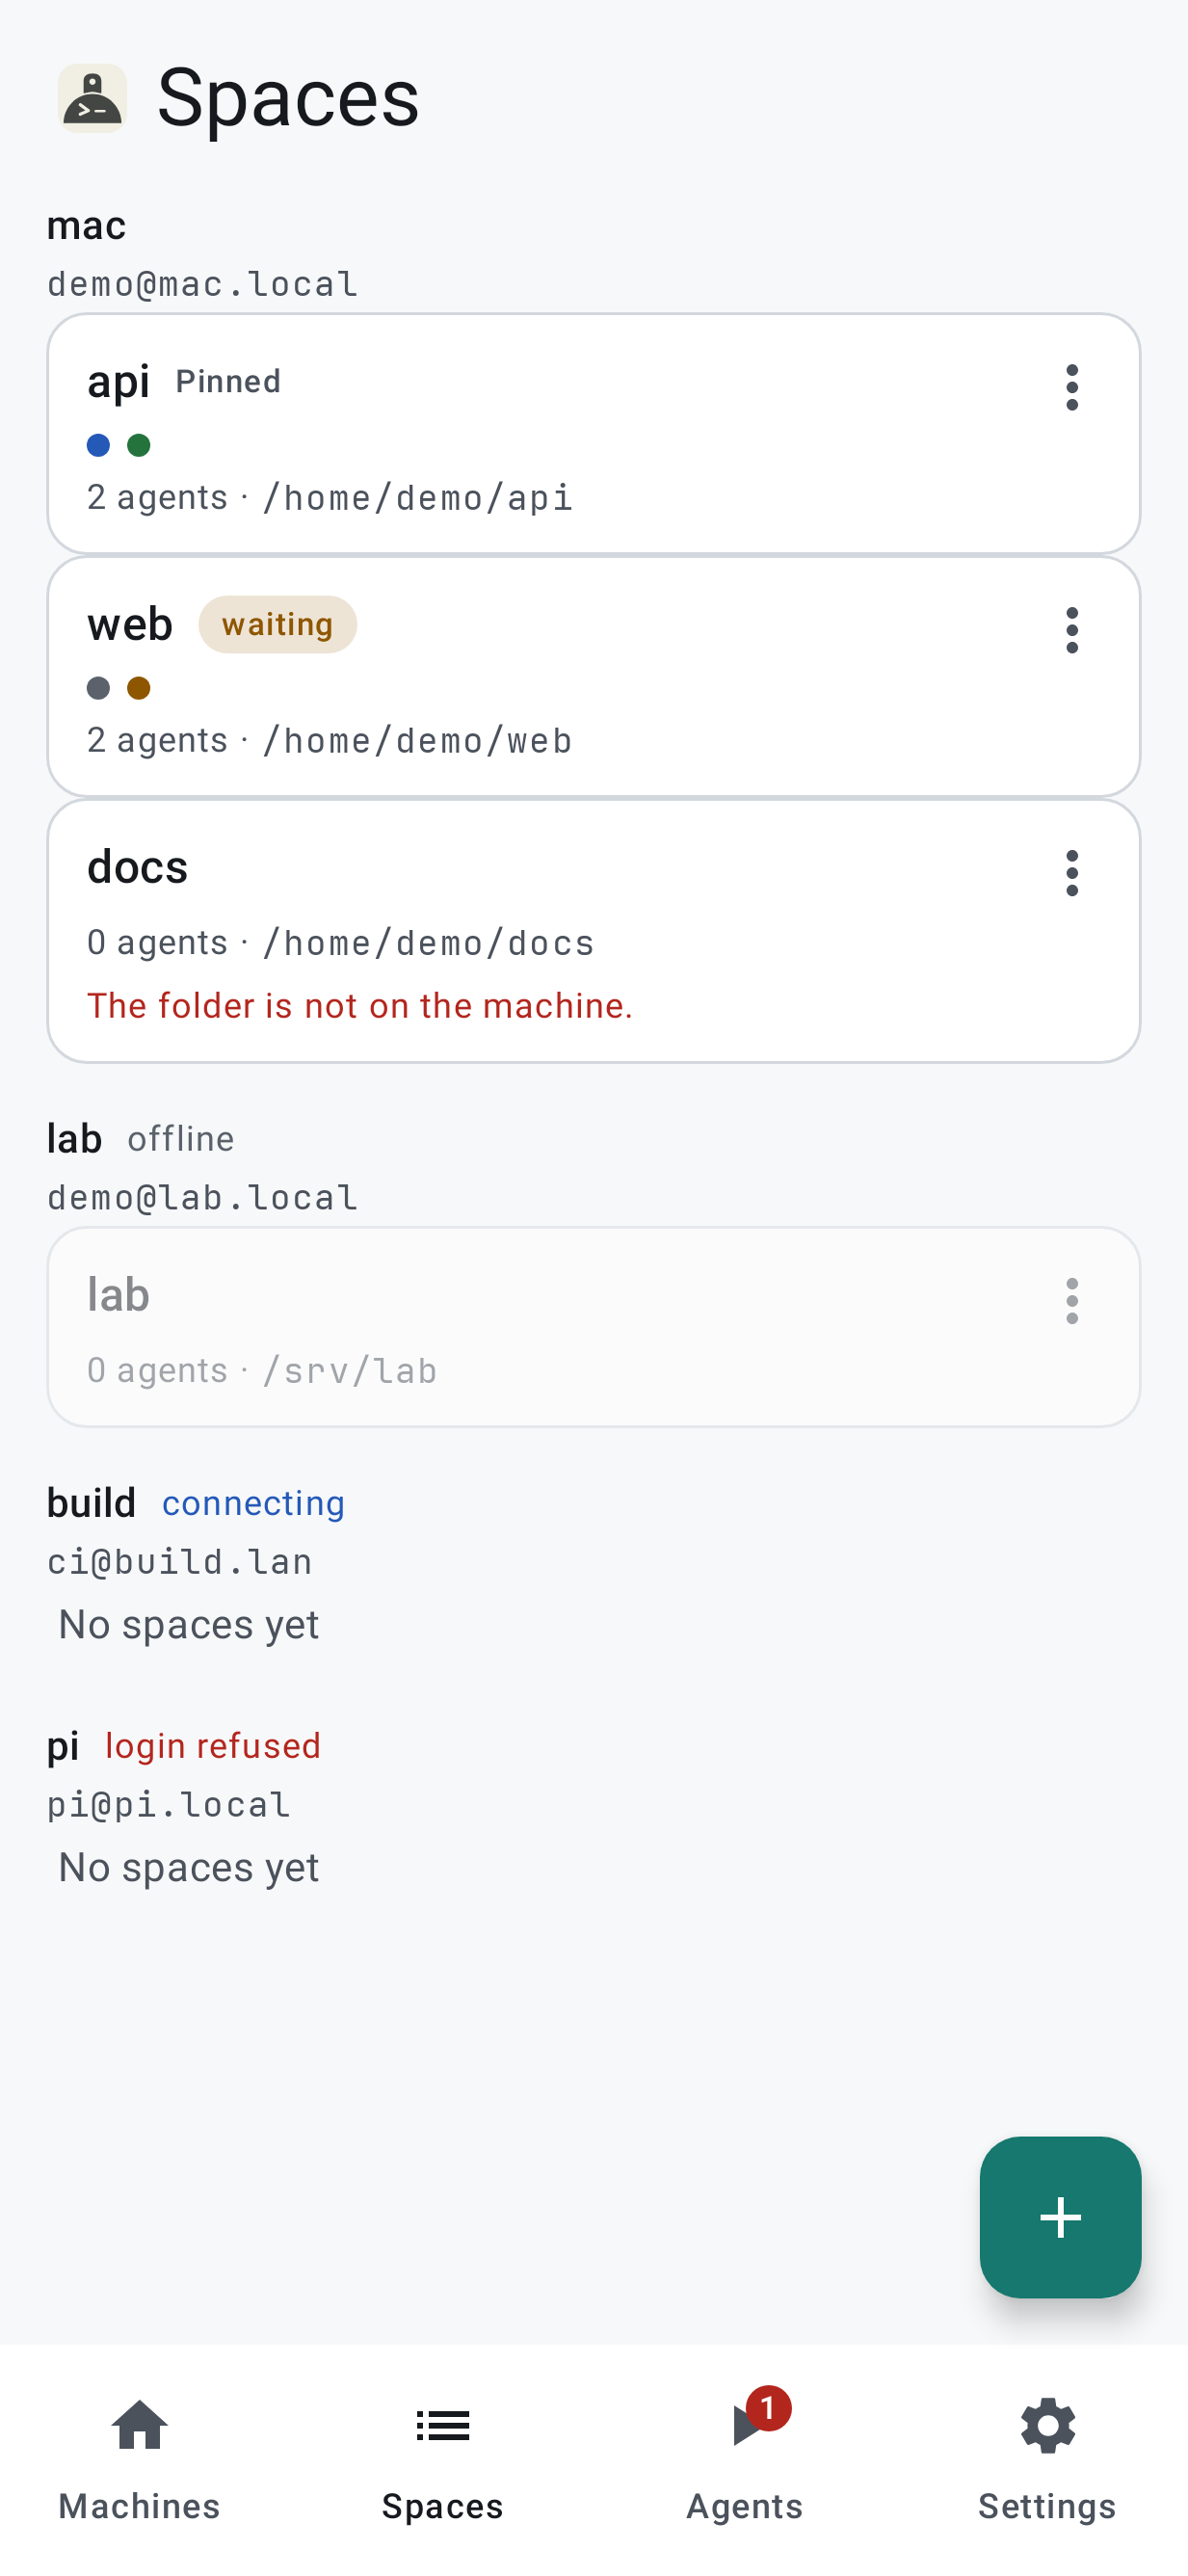 Spaces
mac
demo@mac.local
api Pinned
2 agents · /home/demo/api
web waiting
2 agents · /home/demo/web
docs
0 agents · /home/demo/docs
The folder is not on the machine.
lab offline
demo@lab.local
lab
0 agents · /srv/lab
build connecting
ci@build.lan
No spaces yet
pi login refused
pi@pi.local
No spaces yet
1
Machines Spaces Agents Settings